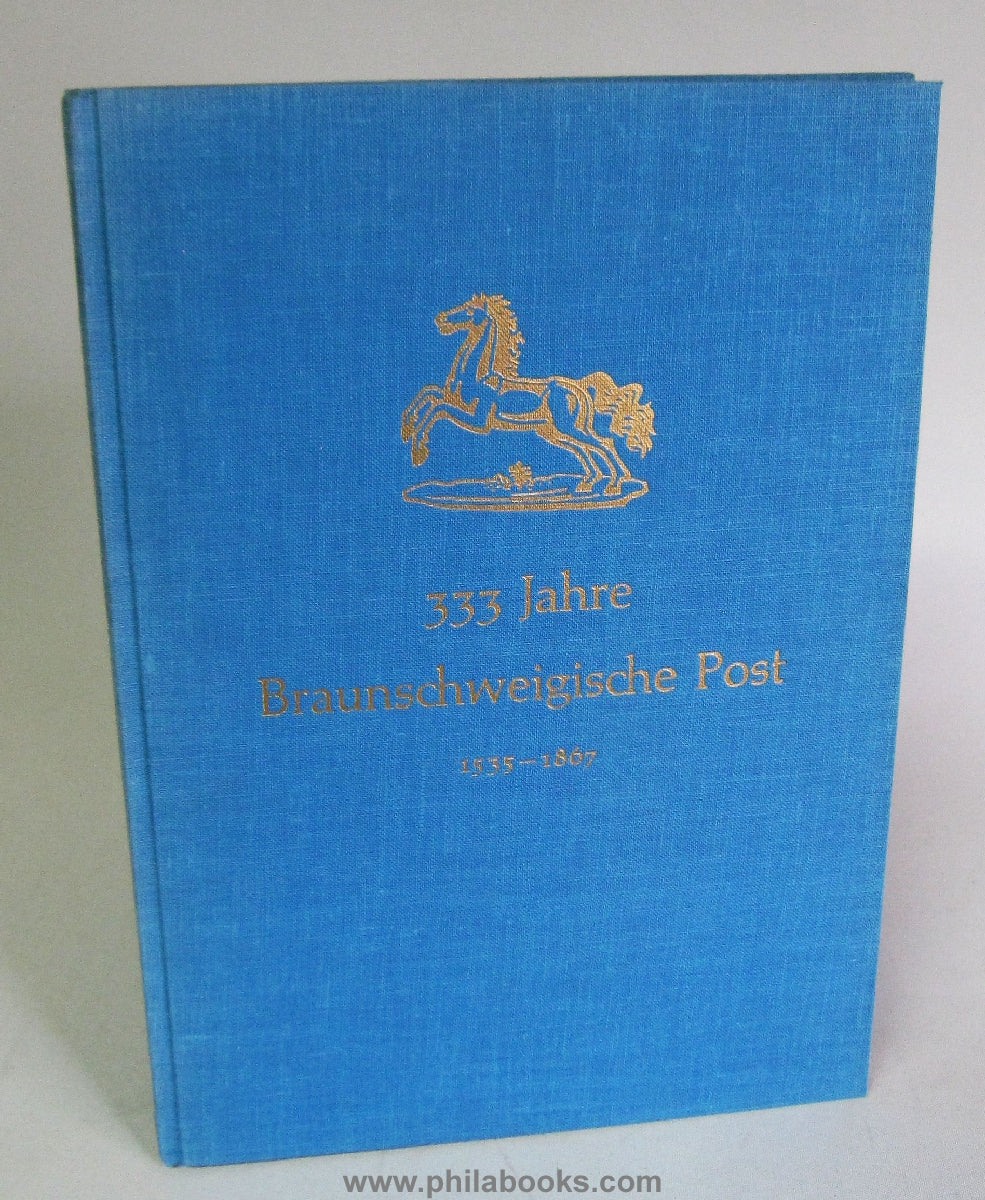 333 Jahre
Braunschweigische Post
1535–1867
www.philabooks.com